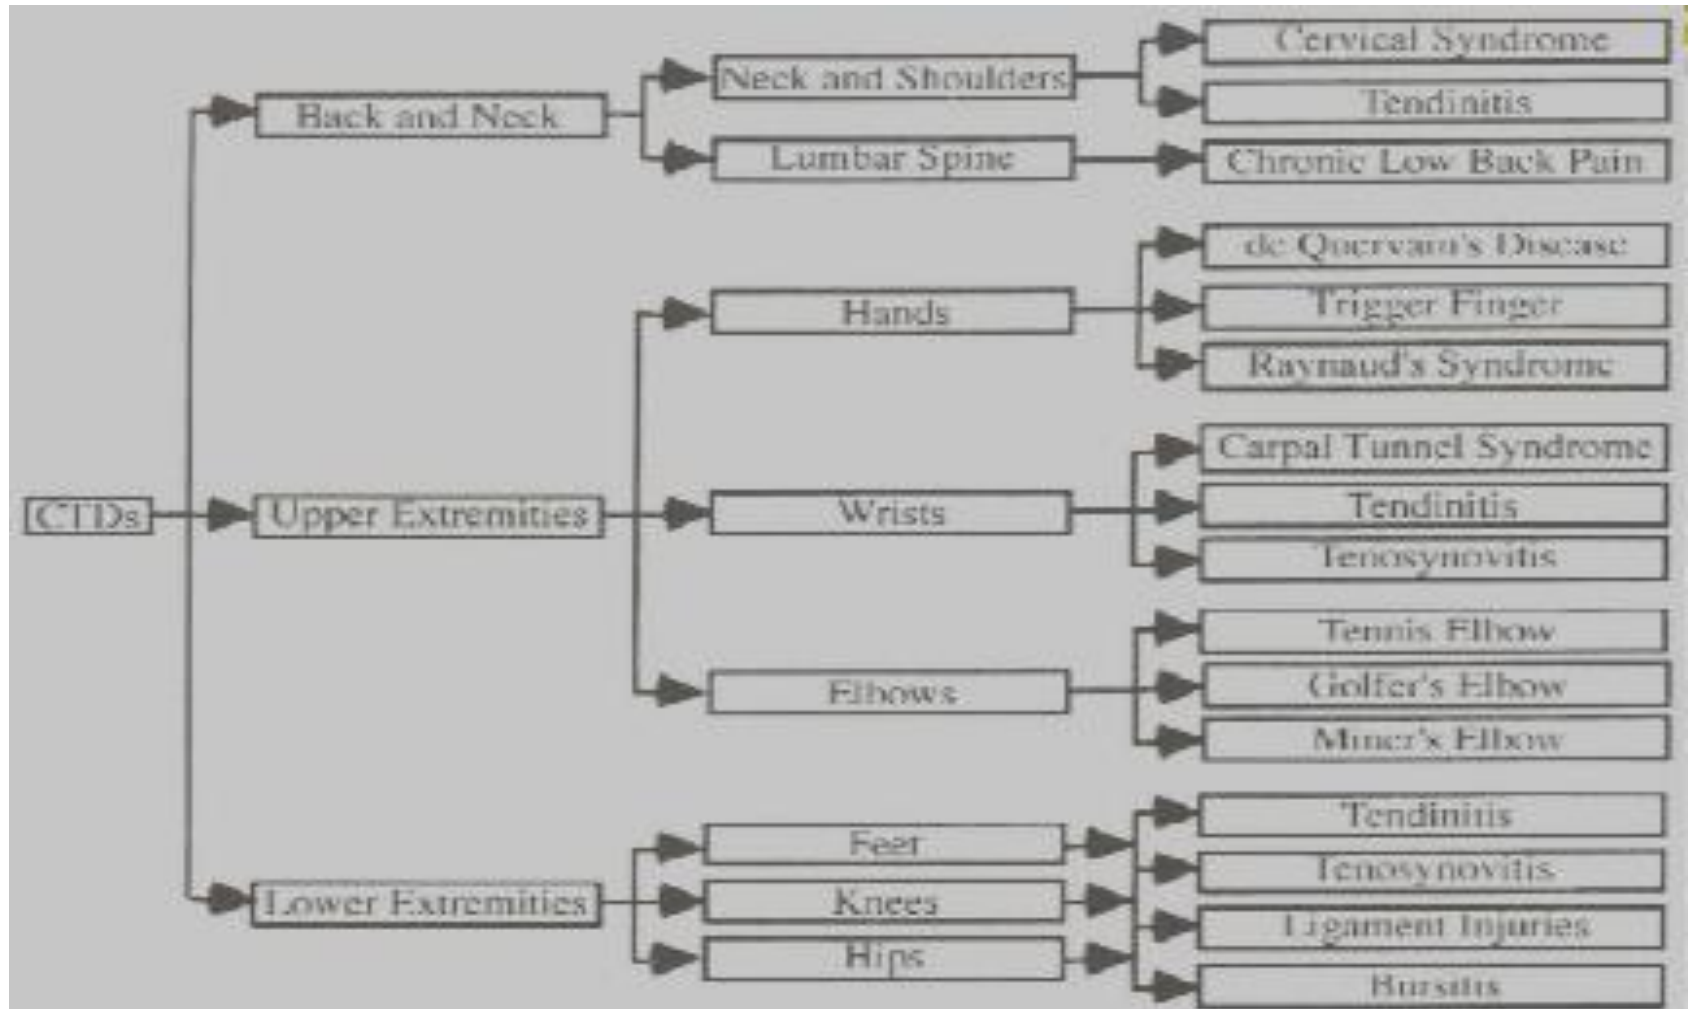 Cervical Syndrome
Neck and Shoulders
Back and Neck
Tendinitis
Lumbar Spine
Chronic Low Back Pain
de Quervain's Disease
Hands
Trigger Finger
Raynaud's Syndrome
Carpal Tunnel Syndrome
CTDs
Upper Extremities
Wrists
Tendinitis
Tenosynovitis
Tennis Elbow
Elbows
Golfer's Elbow
Miner's Elbow
Tendinitis
Feet
Tenosynovitis
Lower Extremities
Knees
Ligament Injuries
Hips
Bursitis